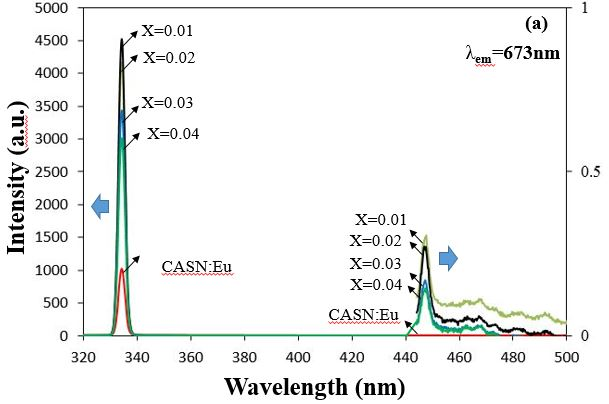 (a)
λem=673nm
X=0.01
X=0.02
X=0.03
X=0.04
CASN:Eu
X=0.01
X=0.02
X=0.03
X=0.04
CASN:Eu
Intensity (a.u.)
5000
4500
4000
3500
3000
2500
2000
1500
1000
500
0
1
0.5
0
320
340
360
380
400
420
440
460
480
500
Wavelength (nm)